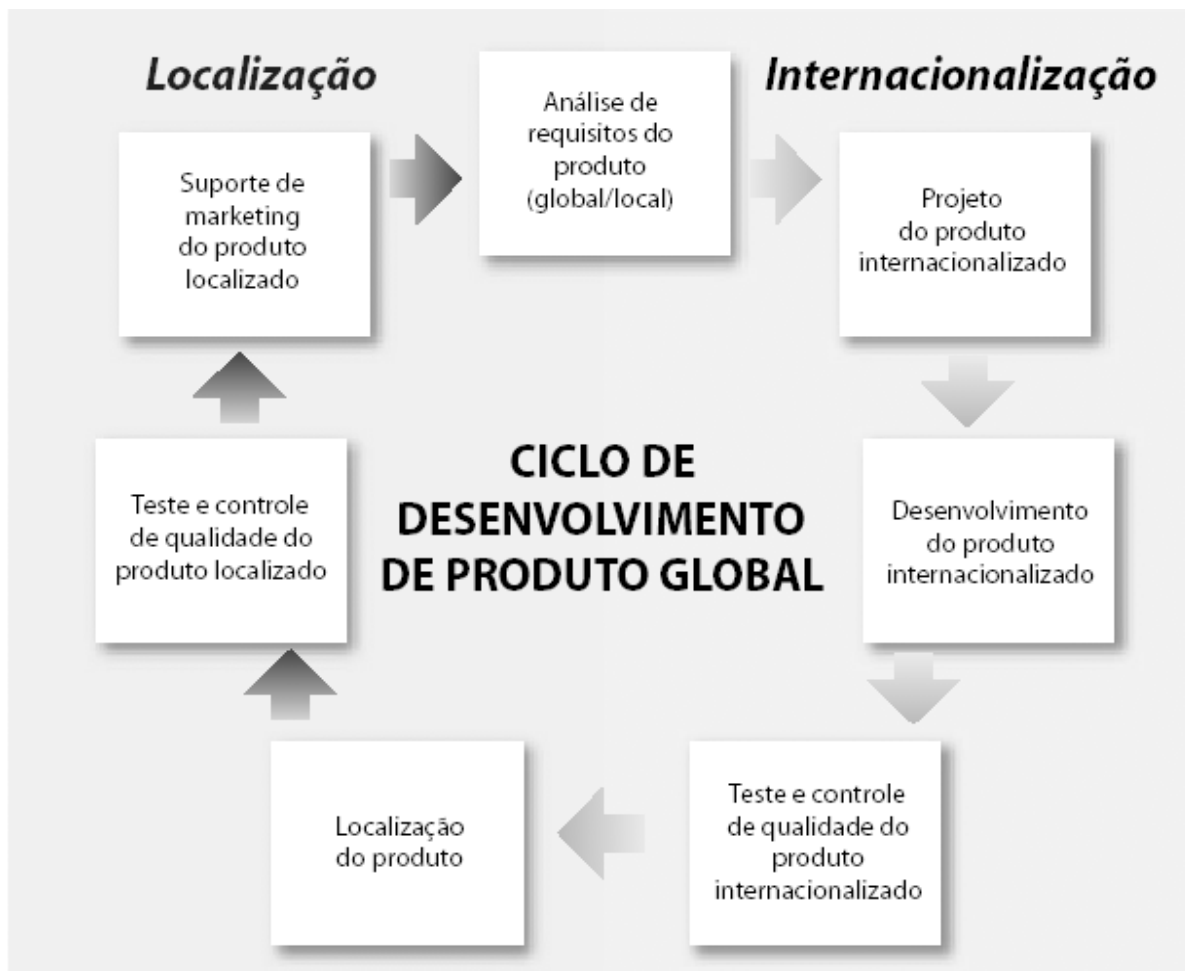 Localização
Internacionalização
Análise de
requisitos do
produto
(global/local)
Projeto
do produto
internacionalizado
Desenvolvimento
do produto
internacionalizado
Teste e controle
de qualidade do
produto
internacionalizado
Localização
do produto
Teste e controle
de qualidade do
produto localizado
Suporte de
marketing
do produto
localizado
CICLO DE
DESENVOLVIMENTO
DE PRODUTO GLOBAL